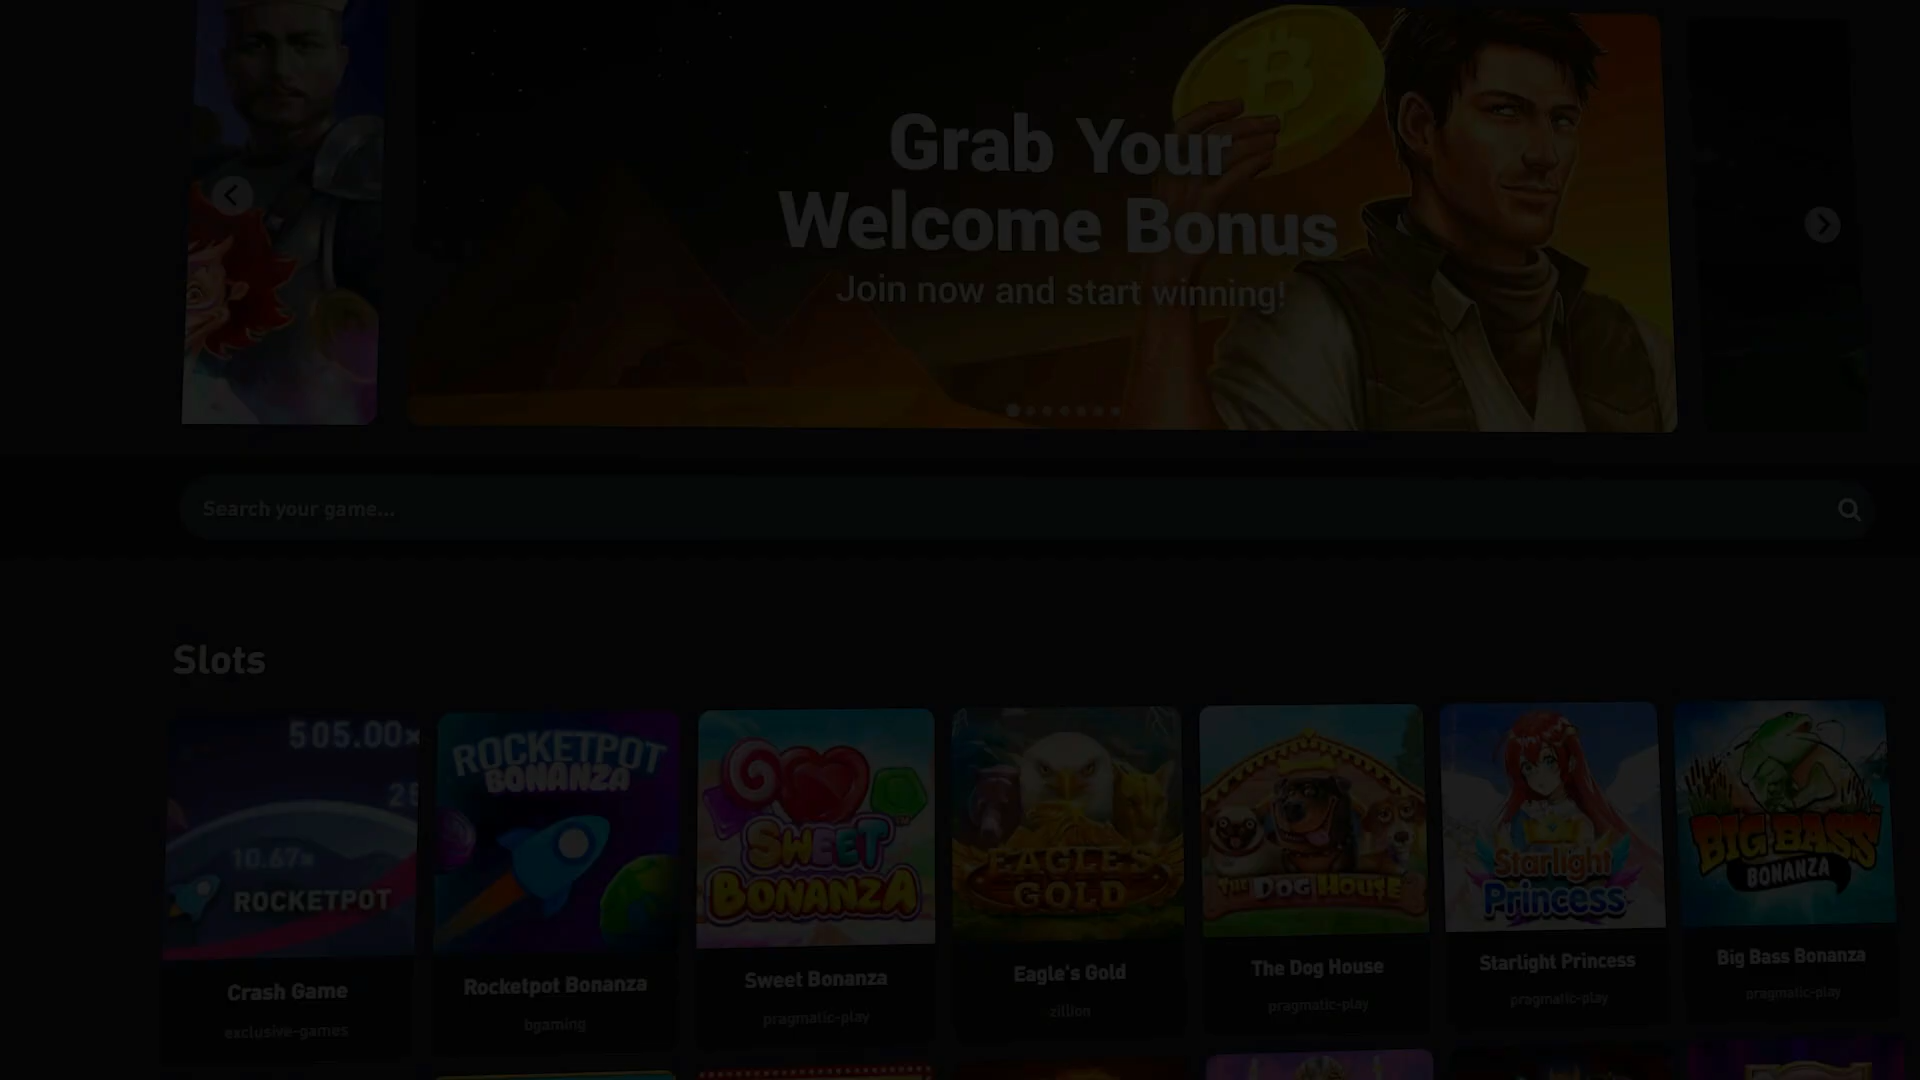 Grab Your
Welcome Bonus
Join now and start winning!
Search your game...
Slots
505.00x
10.67x
ROCKETPOT
ROCKETPOT
BONANZA
SWEET
BONANZA
EAGLES
GOLD
THE DOG HOUSE
Starlight
Princess
BIG BASS
BONANZA
Crash Game
exclusive-games
Rocketpot Bonanza
bgaming
Sweet Bonanza
pragmatic-play
Eagle's Gold
zillion
The Dog House
pragmatic-play
Starlight Princess
pragmatic-play
Big Bass Bonanza
pragmatic-play